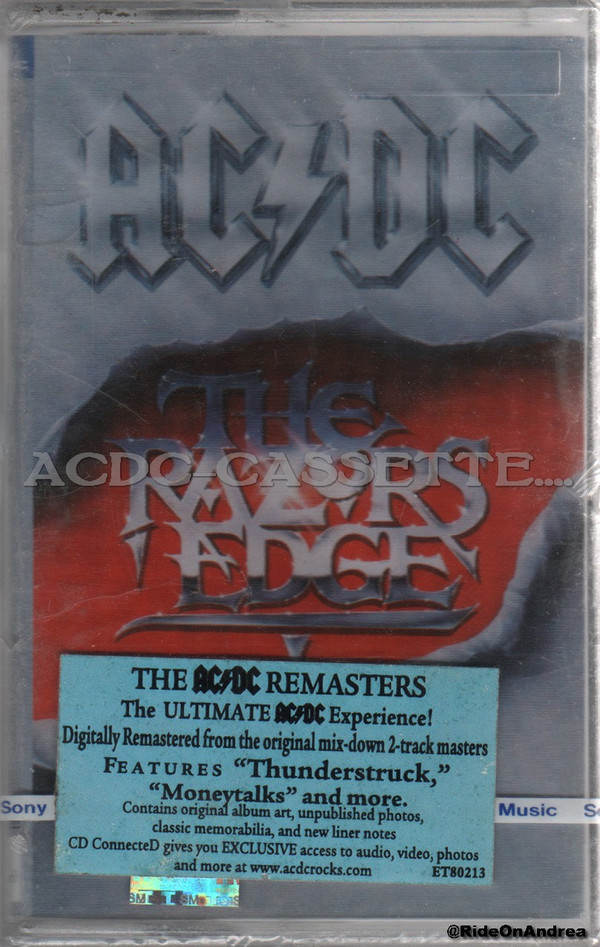 AC/DC
THE
RAZORS
EDGE
ACDC-CASSETTE....
THE AC/DC REMASTERS
The ULTIMATE AC/DC Experience!
Digitally Remastered from the original mix-down 2-track masters
FEATURES "Thunderstruck,"
"Moneytalks" and more.
Contains original album art, unpublished photos,
classic memorabilia, and new liner notes
CD ConnecteD gives you EXCLUSIVE access to audio, video, photos
and more at www.acdcrocks.com
ET80213
Sony
Music
@RideOnAndrea